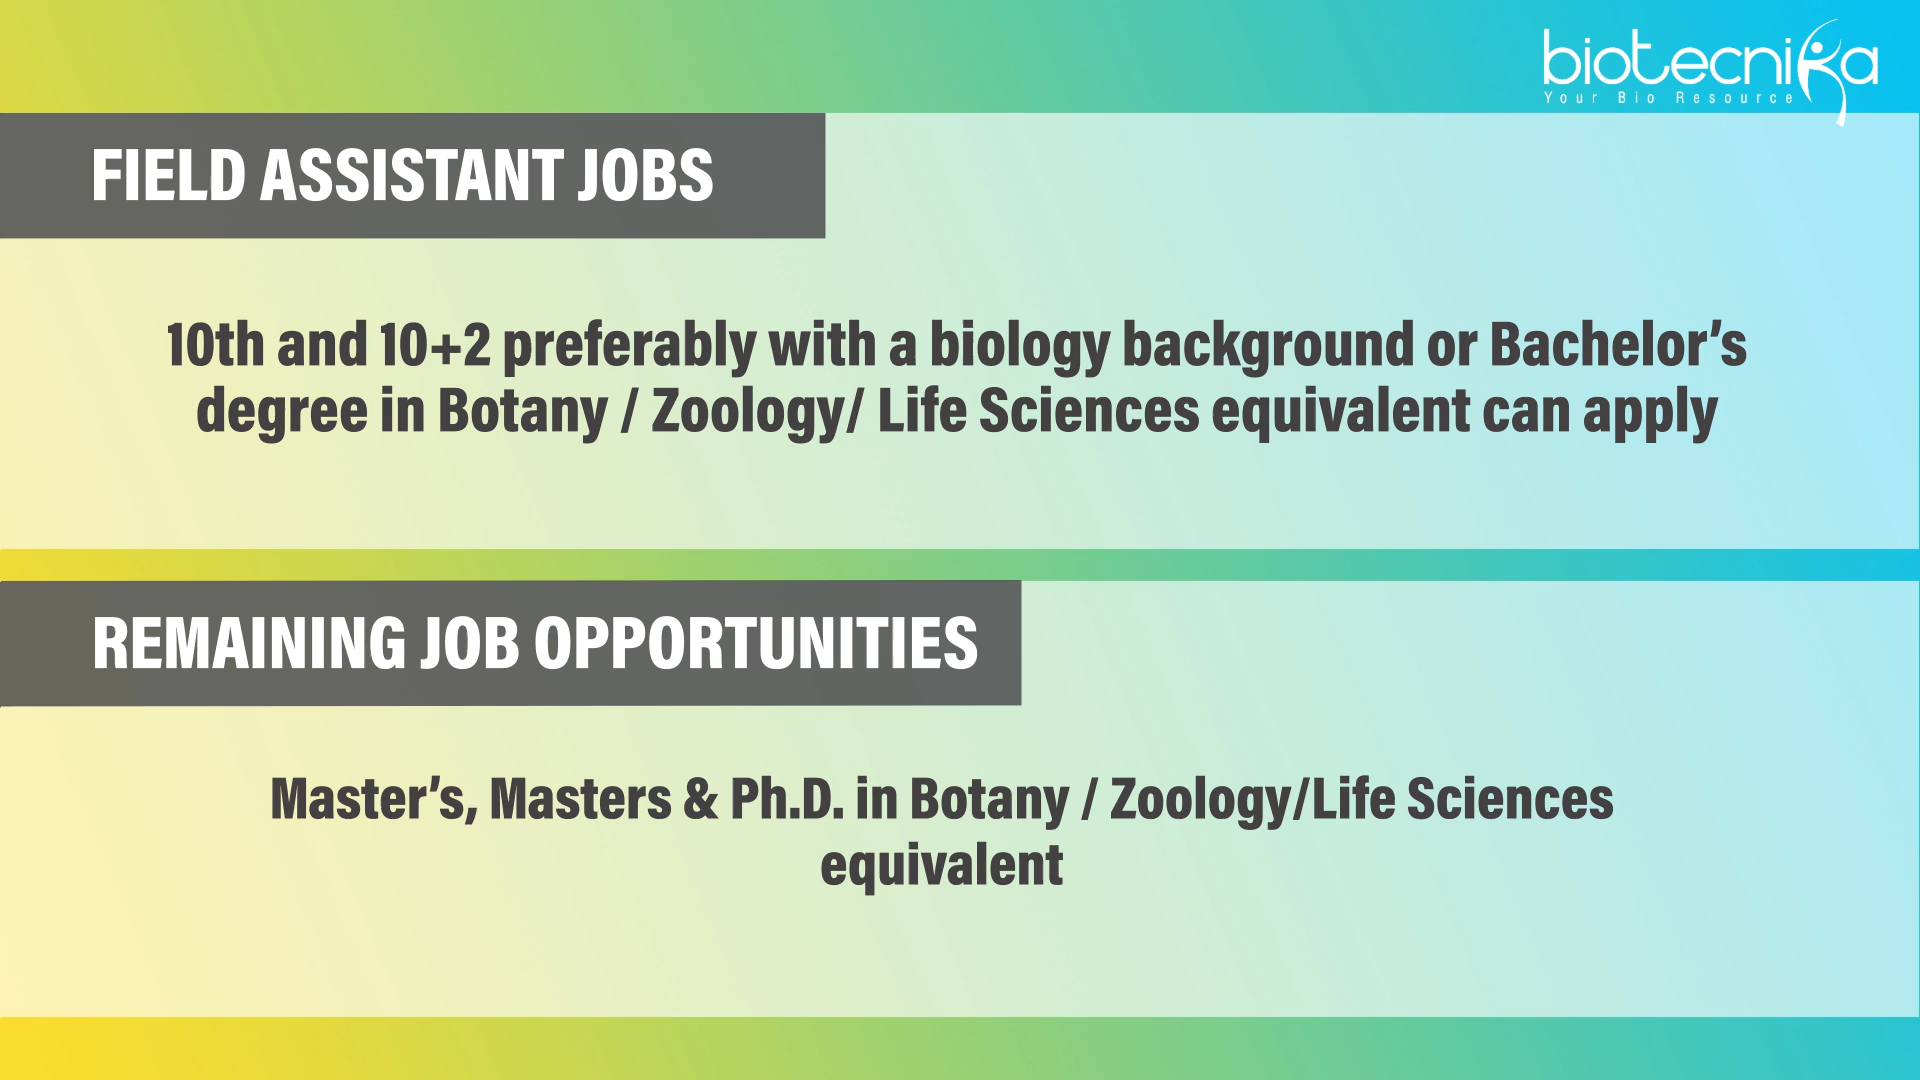 biotecnika
Your Bio Resource
FIELD ASSISTANT JOBS
10th and 10+2 preferably with a biology background or Bachelor’s
degree in Botany / Zoology/ Life Sciences equivalent can apply
REMAINING JOB OPPORTUNITIES
Master’s, Masters & Ph.D. in Botany / Zoology/Life Sciences
equivalent